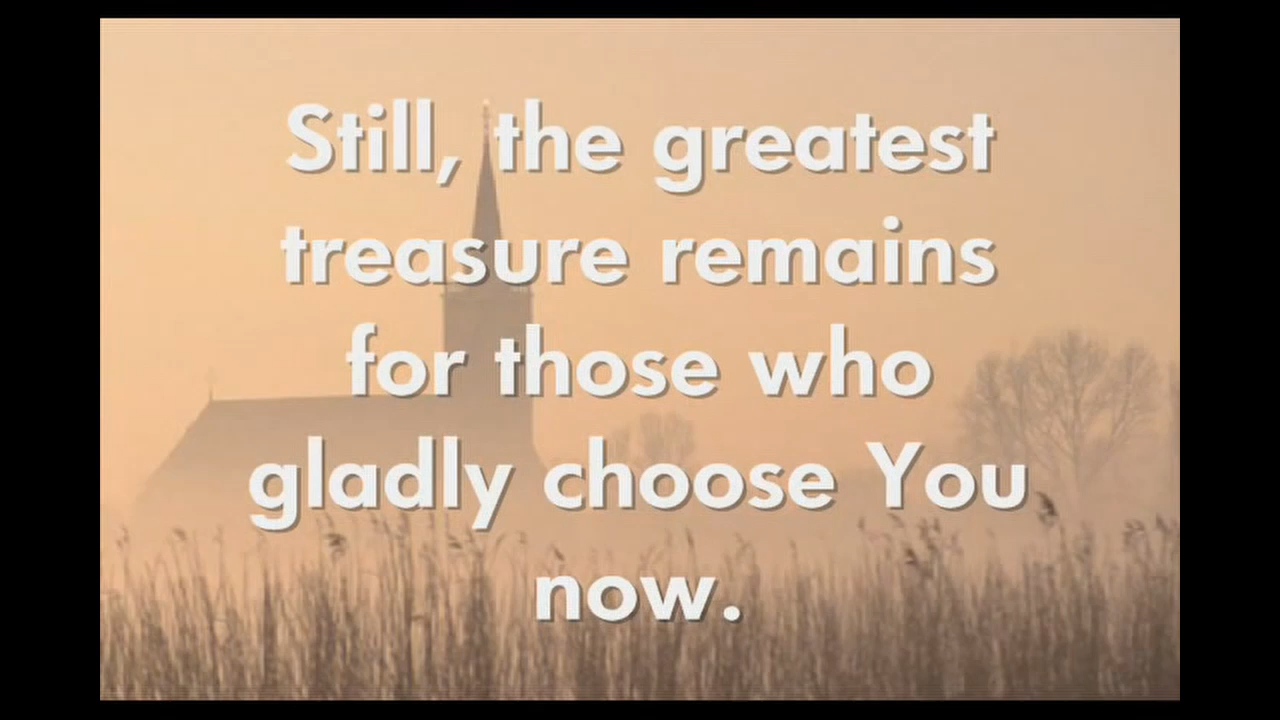 Still, the greatest
treasure remains
for those who
gladly choose You
now.